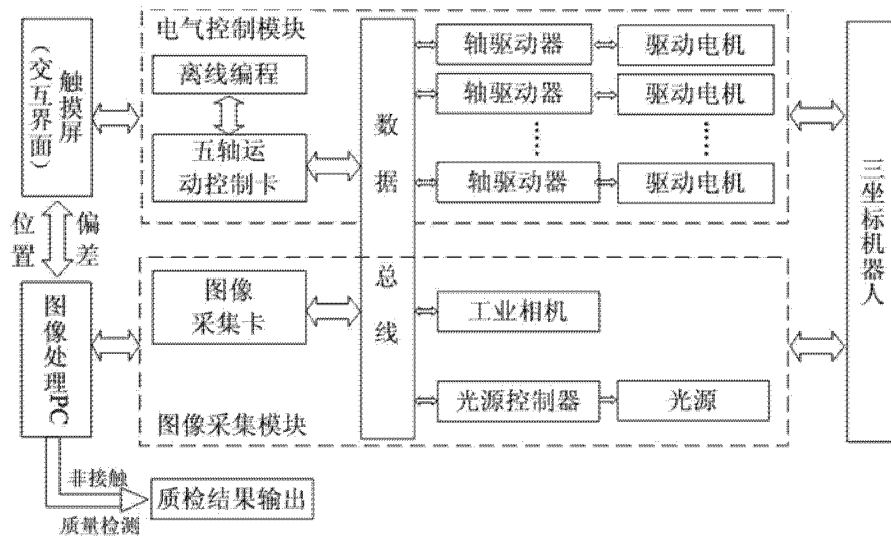 触摸屏
(交互界面)
位置
偏差
图像处理PC
非接触
质量检测
质检结果输出
电气控制模块
离线编程
五轴运
动控制卡
数据总线
轴驱动器
驱动电机
轴驱动器
驱动电机
轴驱动器
驱动电机
图像
采集卡
工业相机
光源控制器
光源
图像采集模块
三坐标机器人